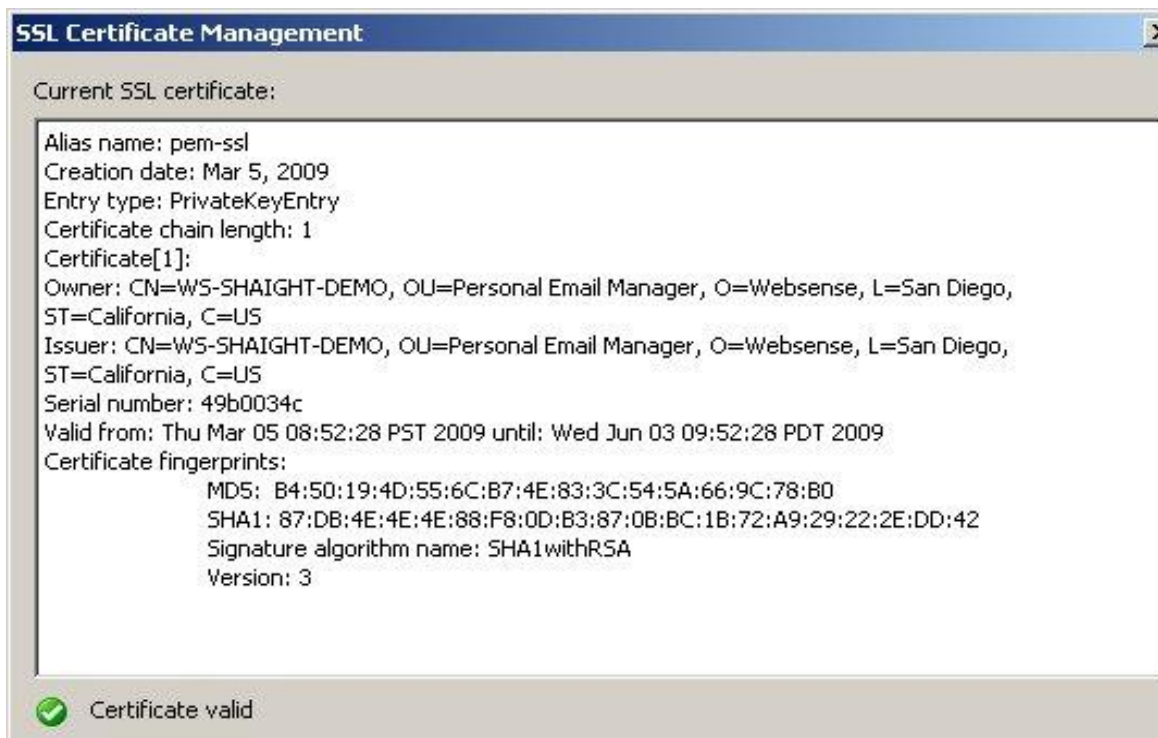 SSL Certificate Management
Current SSL certificate:
Alias name: pem-ssl
Creation date: Mar 5, 2009
Entry type: PrivateKeyEntry
Certificate chain length: 1
Certificate[1]:
Owner: CN=WS-SHAIGHT-DEMO, OU=Personal Email Manager, O=Websense, L=San Diego,
ST=California, C=US
Issuer: CN=WS-SHAIGHT-DEMO, OU=Personal Email Manager, O=Websense, L=San Diego,
ST=California, C=US
Serial number: 49b0034c
Valid from: Thu Mar 05 08:52:28 PST 2009 until: Wed Jun 03 09:52:28 PDT 2009
Certificate fingerprints:
MD5: B4:50:19:4D:55:6C:B7:4E:83:3C:54:5A:66:9C:78:B0
SHA1: 87:DB:4E:4E:4E:88:F8:0D:B3:87:0B:BC:1B:72:A9:29:22:2E:DD:42
Signature algorithm name: SHA1withRSA
Version: 3
Certificate valid